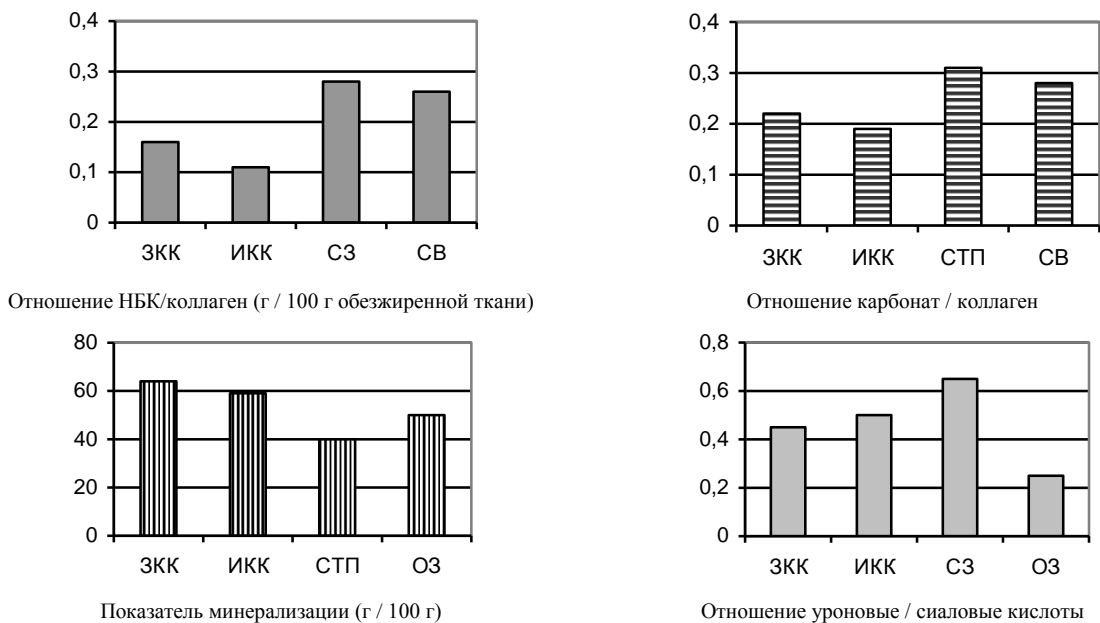 0,4
0,3
0,2
0,1
0
ЗКК ИКК СЗ СВ
Отношение НБК/коллаген (г / 100 г обезжиренной ткани)
0,4
0,3
0,2
0,1
0
ЗКК ИКК СТП СВ
Отношение карбонат / коллаген
80
60
40
20
0
ЗКК ИКК СТП ОЗ
Показатель минерализации (г / 100 г)
0,8
0,6
0,4
0,2
0
ЗКК ИКК СЗ ОЗ
Отношение уроновые / сиаловые кислоты